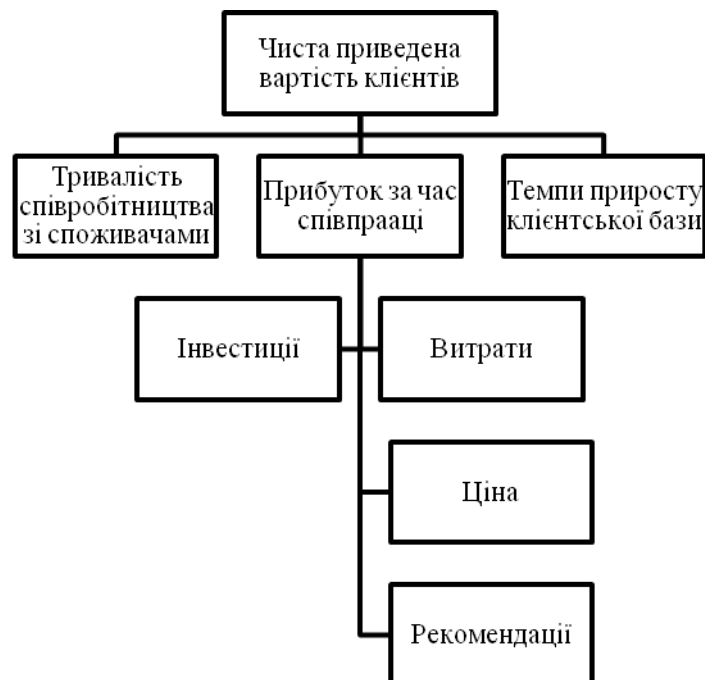 Чиста приведена
вартість клієнтів
Тривалість
співробітництва
зі споживачами
Прибуток за час
співпрааці
Темпи приросту
клієнтської бази
Інвестиції
Витрати
Ціна
Рекомендації